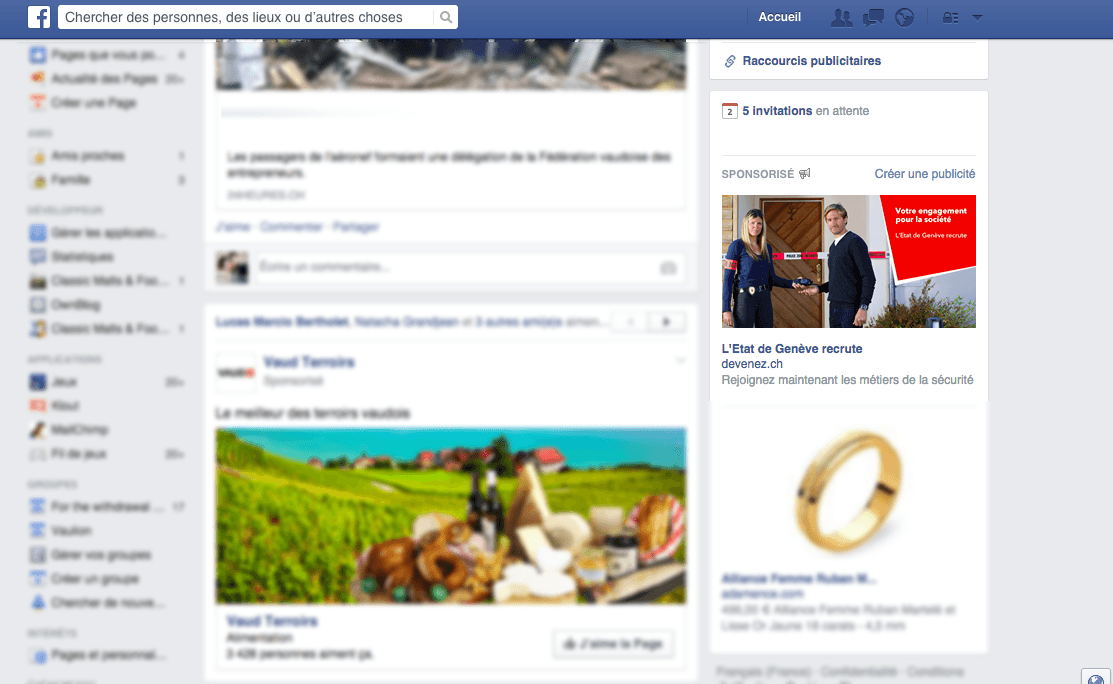 Chercher des personnes, des lieux ou d'autres choses
Accueil
Pages que vous po... 4
Actualité des Pages 20+
Créer une Page
AMIS
Amis proches 1
Famille 3
DÉVELOPPEUR
Gérer les applicatio...
Statistiques
Classic Malts & Foo... 1
OwnBlog
Classic Malts & Foo... 1
APPLICATIONS
Jeux 20+
Klout
MailChimp
Fil de jeux 20+
GROUPES
For the withdrawal ... 17
Vaulion
Gérer vos groupes
Créer un groupe
Chercher de nouve...
INTÉRÊTS
Pages et personnal...
Les passagers de l'aéronef formaient une délégation de la Fédération vaudoise des
entrepreneurs.
24HEURES.CH
J'aime · Commenter · Partager
Écrire un commentaire...
Lucas Marcio Bertholet, Natacha Grandjean et 3 autres ami(e)s aimen...
Vaud Terroirs
Sponsorisé
Le meilleur des terroirs vaudois
Vaud Terroirs
Alimentation
3 428 personnes aiment ça.
J'aime la Page
Raccourcis publicitaires
2
5 invitations en attente
SPONSORISÉ
Créer une publicité
Votre engagement
pour la société
L'Etat de Genève recrute
L'Etat de Genève recrute
devenez.ch
Rejoignez maintenant les métiers de la sécurité
Alliance Femme Ruban M...
adamence.com
Alliance Femme Ruban Martelé et
Lisse Or Jaune 18 carats - 4,5 mm
Français (France) · Confidentialité · Conditions